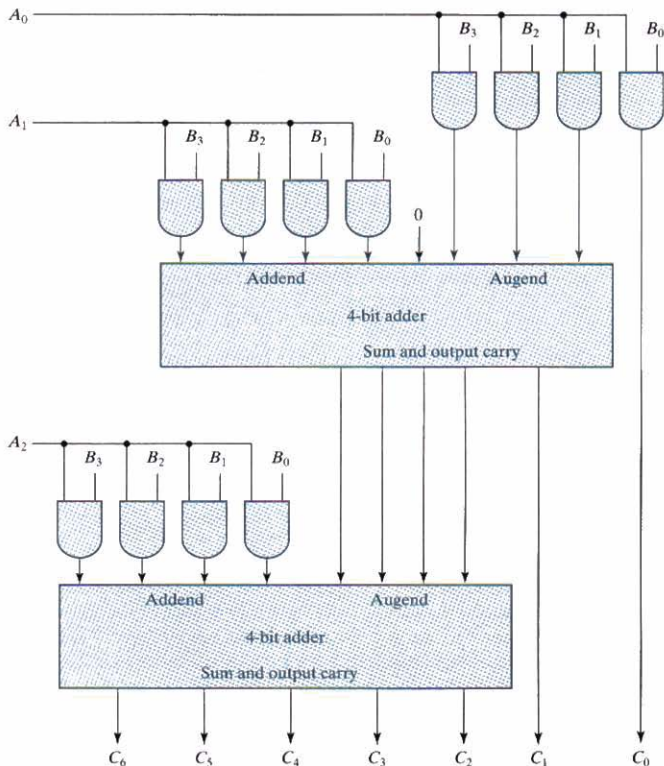 A₀
B₃ B₂ B₁ B₀
A₁
B₃ B₂ B₁ B₀
0
Addend Augend
4-bit adder
Sum and output carry
A₂
B₃ B₂ B₁ B₀
Addend Augend
4-bit adder
Sum and output carry
C₆ C₅ C₄ C₃ C₂ C₁ C₀